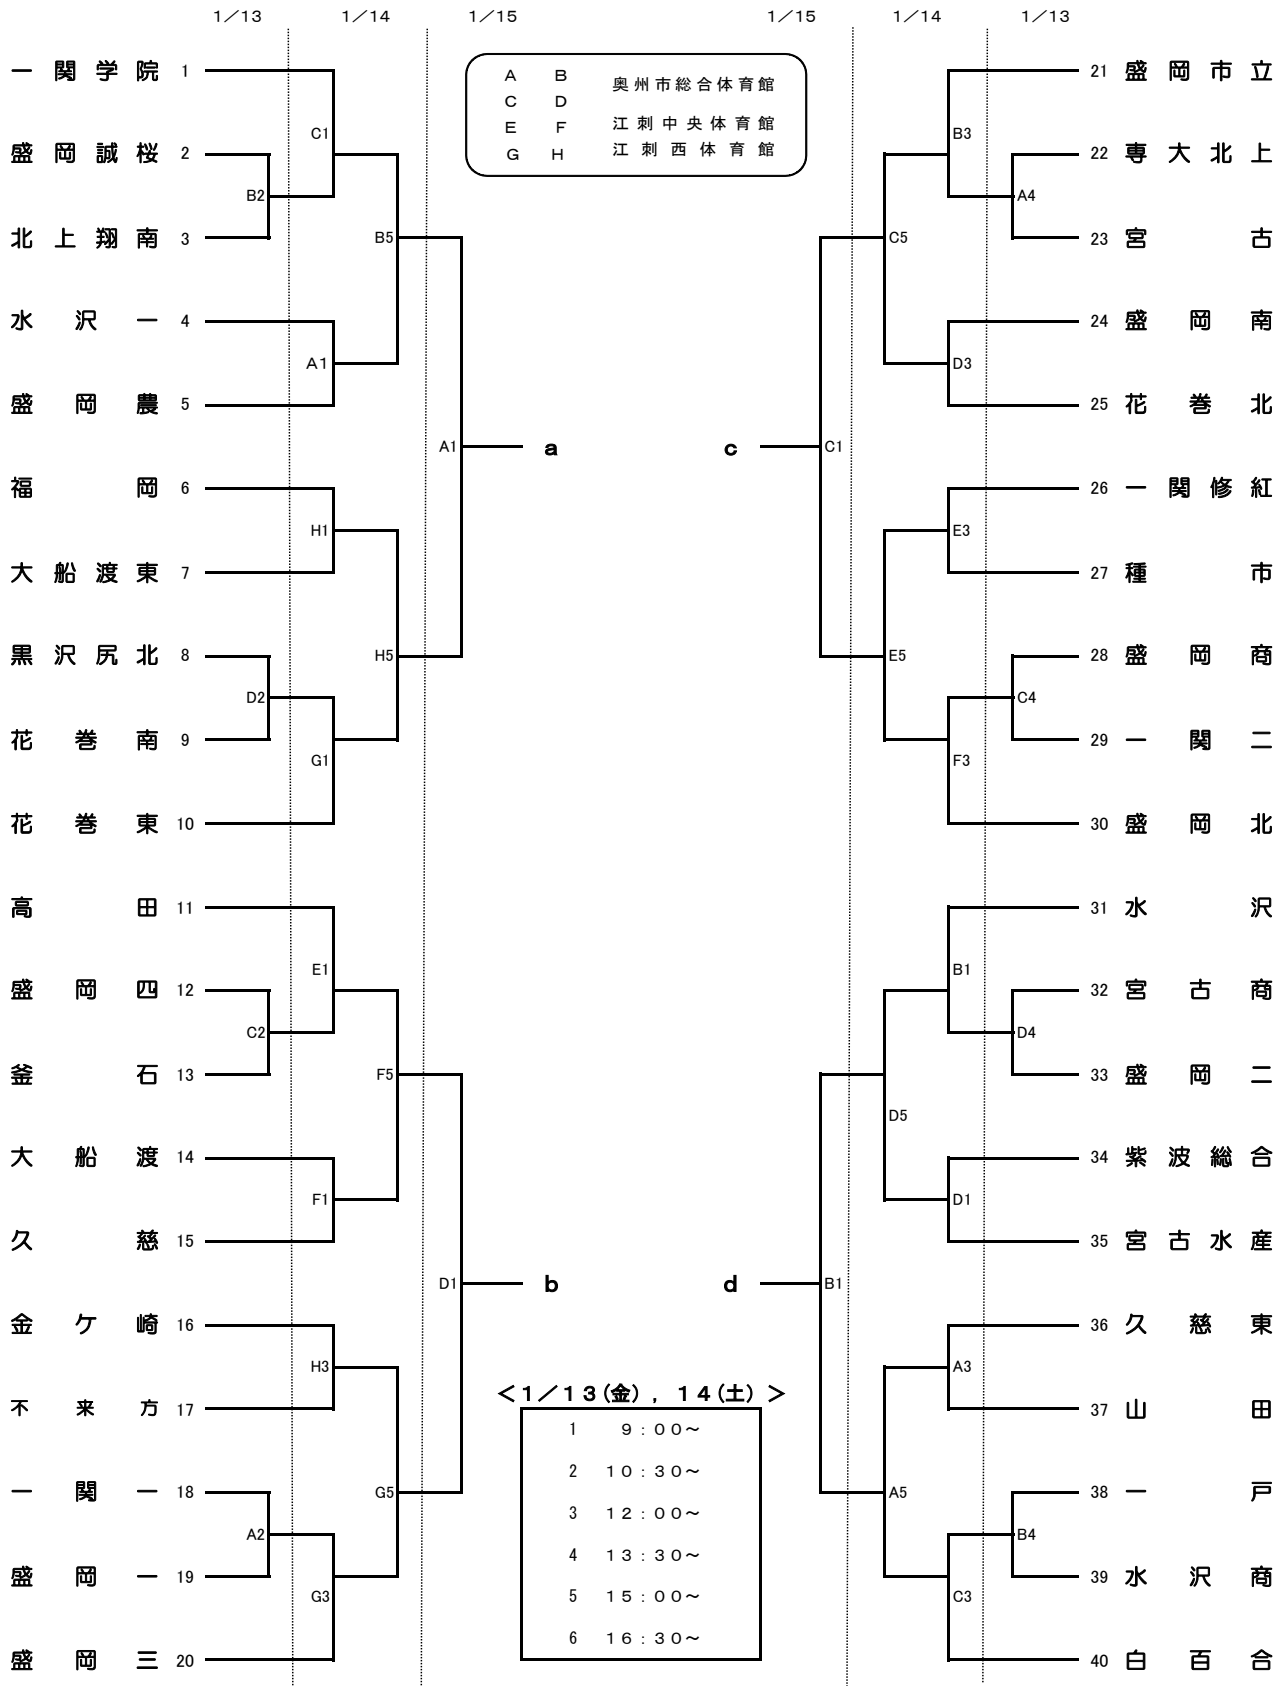 1／13 1／14 1／15 1／15 1／14 1／13
一関学院 1
盛岡誠桜 2
北上翔南 3
水沢一 4
盛岡農 5
福岡 6
大船渡東 7
黒沢尻北 8
花巻南 9
花巻東 10
高田 11
盛岡四 12
釜石 13
大船渡 14
久慈 15
金ケ崎 16
不来方 17
一関一 18
盛岡一 19
盛岡三 20
C1
B2
B5
A1
A1
H1
H5
D2
G1
E1
C2
F5
F1
D1
H3
G5
A2
G3
a
b
A B 奥州市総合体育館
C D
E F 江刺中央体育館
G H 江刺西体育館
c
d
＜1／13(金)，14(土)＞
1 9：00～
2 10：30～
3 12：00～
4 13：30～
5 15：00～
6 16：30～
B3
A4
C5
D3
C1
E3
E5
C4
F3
B1
D4
D5
D1
B1
A3
A5
B4
C3
21 盛岡市立
22 専大北上
23 宮古
24 盛岡南
25 花巻北
26 一関修紅
27 種市
28 盛岡商
29 一関二
30 盛岡北
31 水沢
32 宮古商
33 盛岡二
34 紫波総合
35 宮古水産
36 久慈東
37 山田
38 一戸
39 水沢商
40 白百合